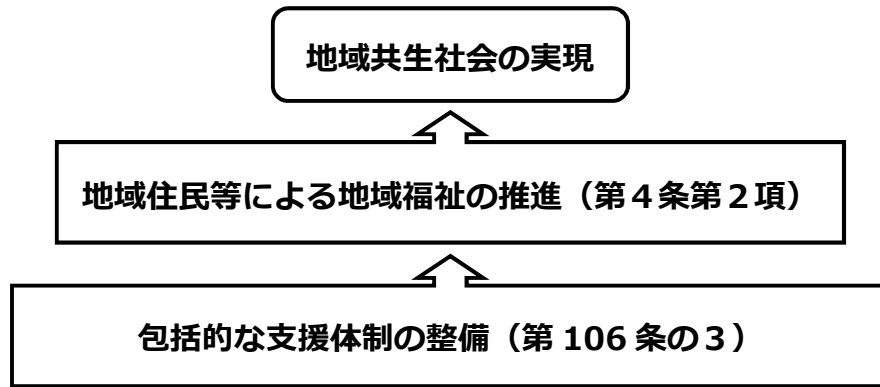 地域共生社会の実現
地域住民等による地域福祉の推進（第４条第２項）
包括的な支援体制の整備（第 106 条の３）